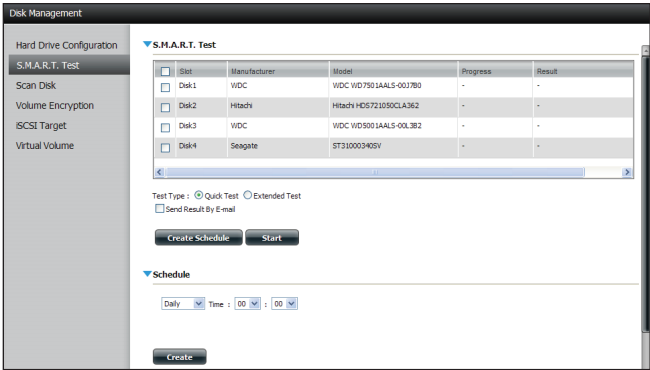 Disk Management
Hard Drive Configuration
S.M.A.R.T. Test
Scan Disk
Volume Encryption
iSCSI Target
Virtual Volume
S.M.A.R.T. Test
Slot Manufacturer Model Progress Result
Disk1 WDC WDC WD7501AALS-00J7B0 - -
Disk2 Hitachi Hitachi HDS721050CLA362 - -
Disk3 WDC WDC WD5001AALS-00L3B2 - -
Disk4 Seagate ST31000340SV - -
Test Type : Quick Test Extended Test
Send Result By E-mail
Create Schedule Start
Schedule
Daily Time : 00 : 00
Create